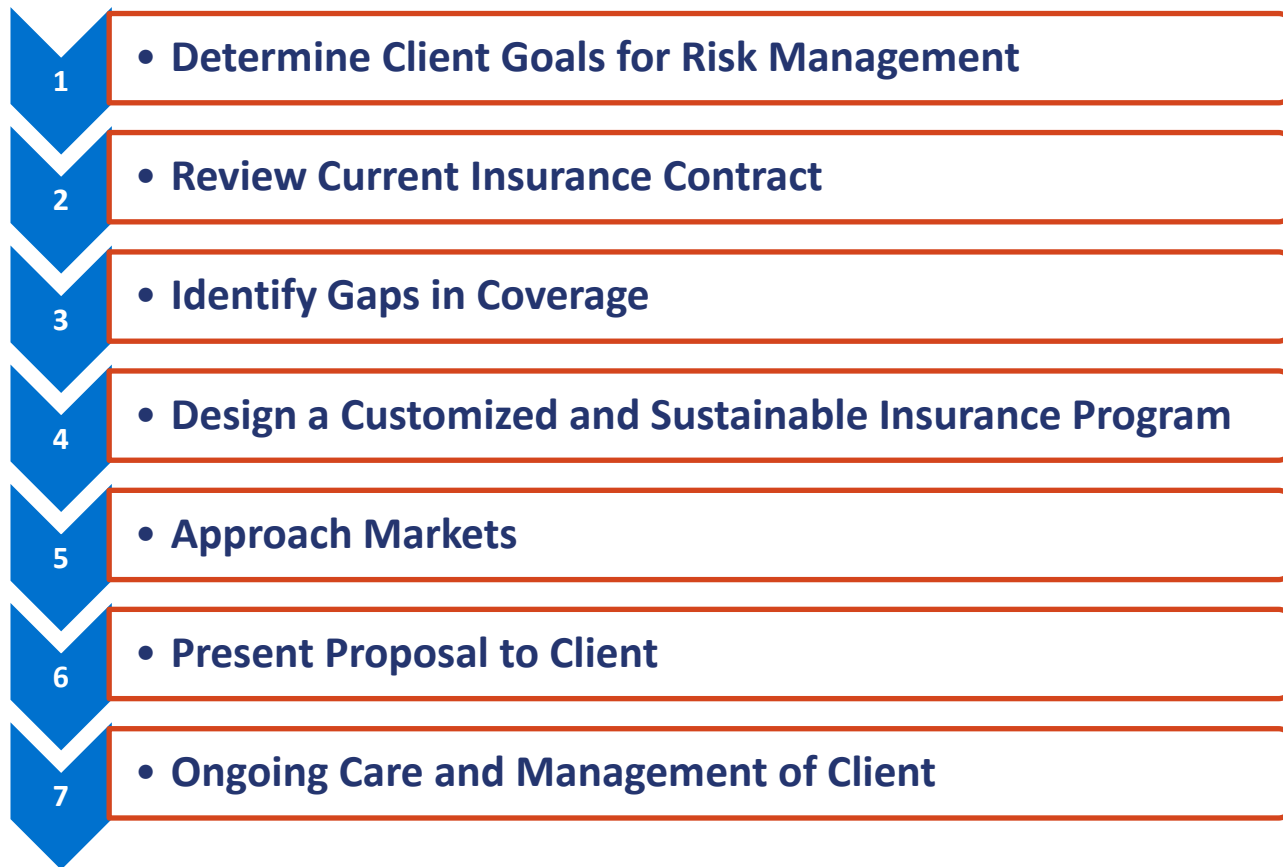 1
• Determine Client Goals for Risk Management
2
• Review Current Insurance Contract
3
• Identify Gaps in Coverage
4
• Design a Customized and Sustainable Insurance Program
5
• Approach Markets
6
• Present Proposal to Client
7
• Ongoing Care and Management of Client